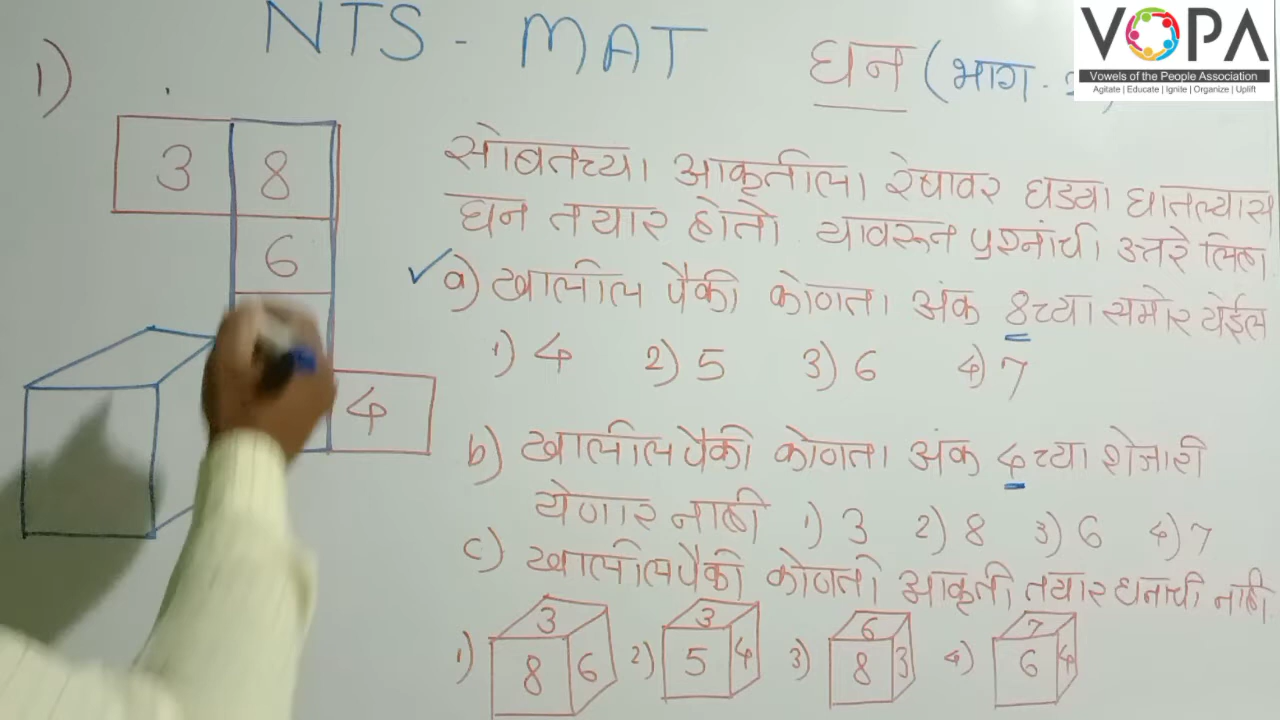 NTS - MAT
घन (भाग -
VOPA
Vowels of the People Association
Agitate | Educate | Ignite | Organize | Uplift
1)
3 8
6
4
सोबतच्या आकृतीला रेषावर घड्या घातल्यास
घन तयार होतो. यावरून प्रश्नांची उत्तरे लिहा
a) खालील पैकी कोणता अंक 8च्या समोर येईल
1) 4 2) 5 3) 6 4) 7
b) खालीलपैकी कोणता अंक 4च्या शेजारी
येणार नाही 1) 3 2) 8 3) 6 4) 7
c) खालीलपैकी कोणती आकृती तयार घनाची नाही
1) 3 8 6 2) 3 5 4 3) 6 8 3 4) 7 6 4